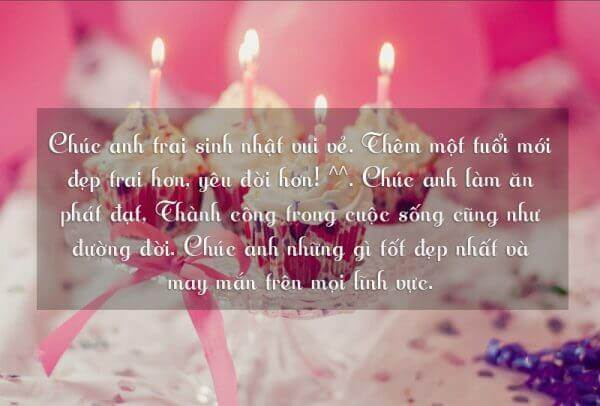 Chúc anh trai sinh nhật vui vẻ. Thêm một tuổi mới
đẹp trai hơn, yêu đời hơn! ^^. Chúc anh làm ăn
phát đạt, Thành công trong cuộc sống cũng như
đường đời. Chúc anh những gì tốt đẹp nhất và
may mắn trên mọi lĩnh vực.